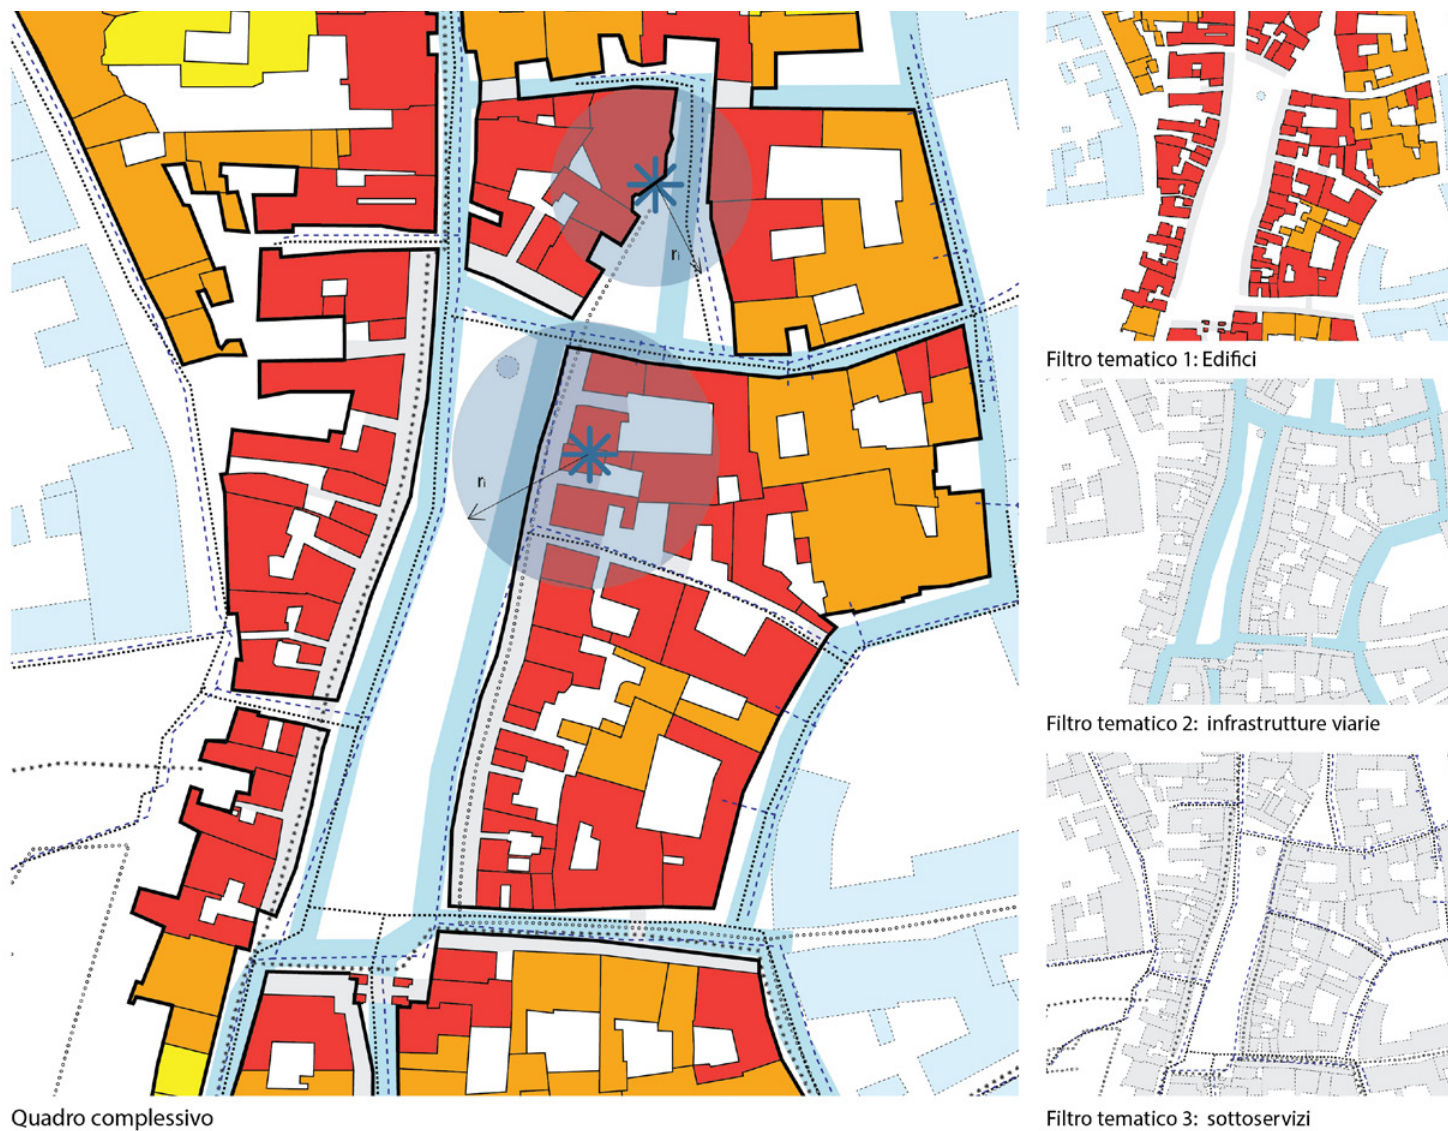 n
n
Quadro complessivo
Filtro tematico 1: Edifici
Filtro tematico 2: infrastrutture viarie
Filtro tematico 3: sottoservizi